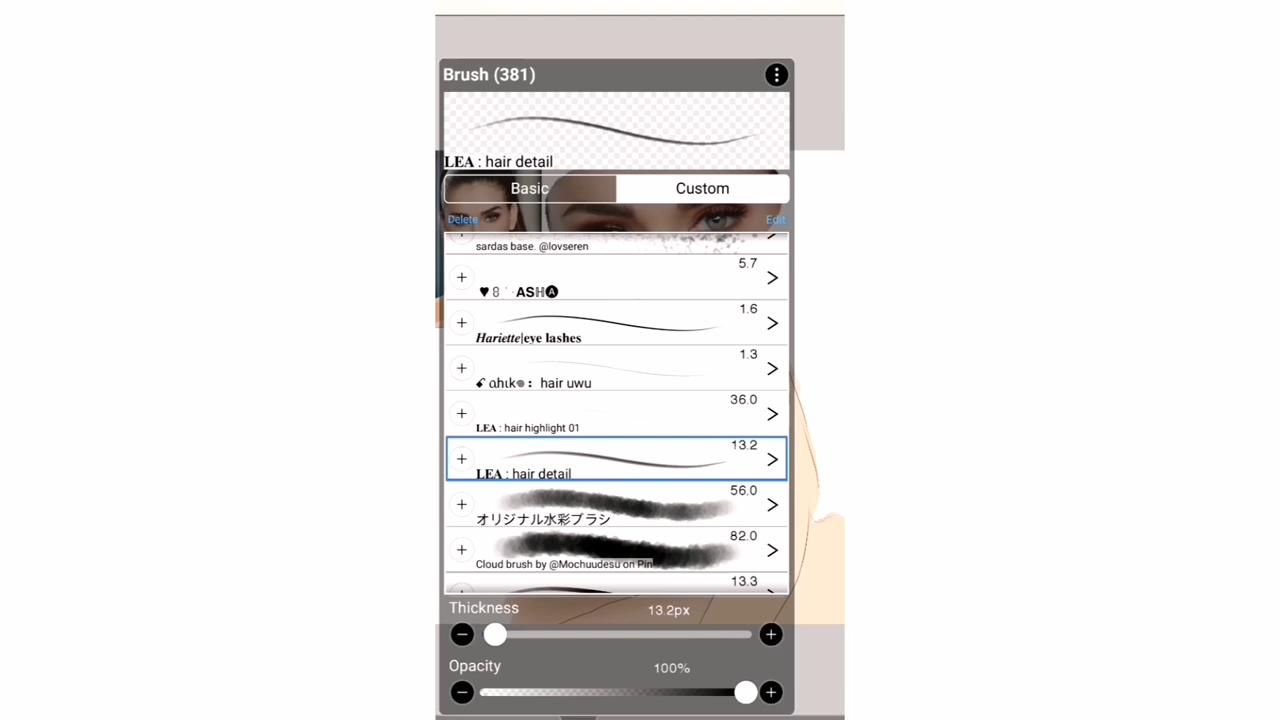 Brush (381)
LEA : hair detail
Basic
Custom
Delete
Edit
sardas base. @lovseren
5.7
♥ 8 ASℍ🅐
1.6
Hariette|eye lashes
1.3
hair uwu
36.0
LEA : hair highlight 01
13.2
LEA : hair detail
56.0
オリジナル水彩ブラシ
82.0
Cloud brush by @Mochuudesu on Pin
13.3
Thickness
13.2px
Opacity
100%